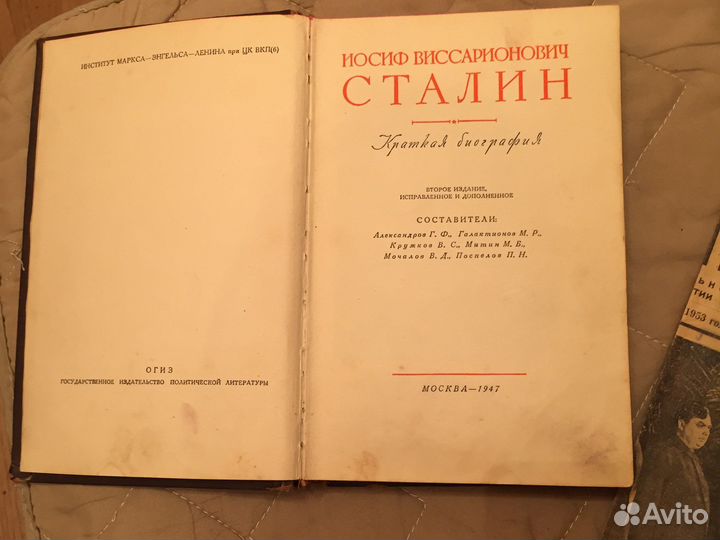 ИНСТИТУТ МАРКСА—ЭНГЕЛЬСА—ЛЕНИНА при ЦК ВКП(б)
ОГИЗ
ГОСУДАРСТВЕННОЕ ИЗДАТЕЛЬСТВО ПОЛИТИЧЕСКОЙ ЛИТЕРАТУРЫ
ИОСИФ ВИССАРИОНОВИЧ
СТАЛИН
Краткая биография
ВТОРОЕ ИЗДАНИЕ,
ИСПРАВЛЕННОЕ И ДОПОЛНЕННОЕ
СОСТАВИТЕЛИ:
Александров Г. Ф., Галактионов М. Р.,
Кружков В. С., Митин М. Б.,
Мочалов В. Д., Поспелов П. Н.
МОСКВА—1947
1953 го
Avito